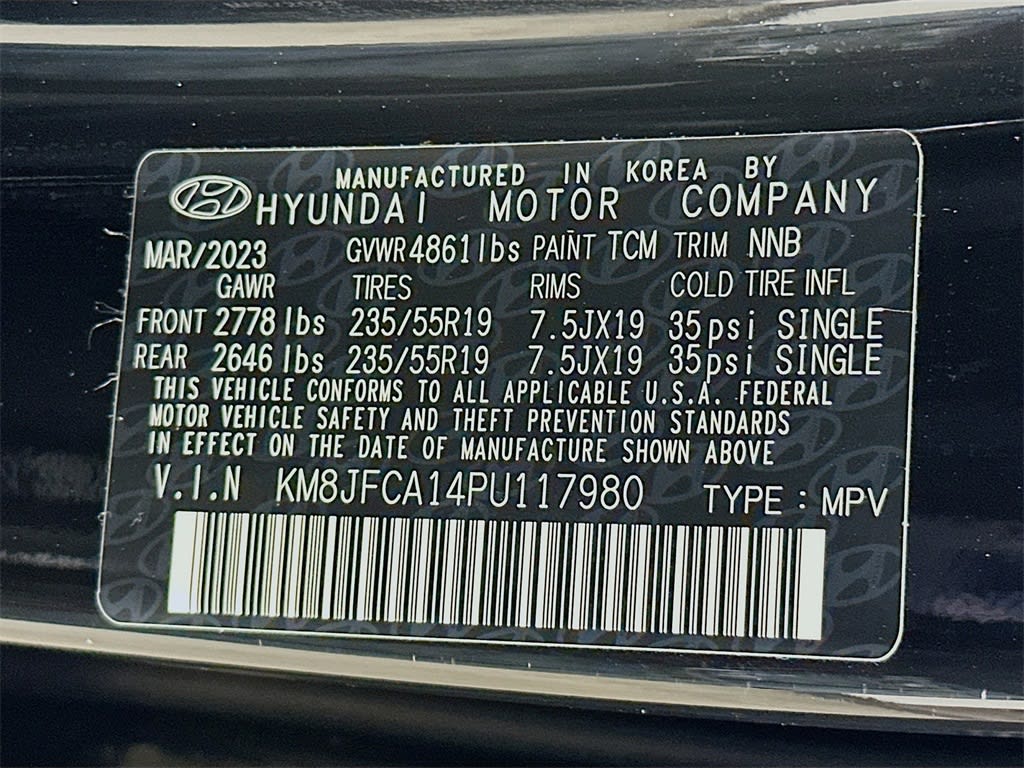 MANUFACTURED IN KOREA BY
HYUNDAI MOTOR COMPANY
MAR/2023 GVWR 4861lbs PAINT TCM TRIM NNB
GAWR TIRES RIMS COLD TIRE INFL
FRONT 2778 lbs 235/55R19 7.5JX19 35psi SINGLE
REAR 2646 lbs 235/55R19 7.5JX19 35psi SINGLE
THIS VEHICLE CONFORMS TO ALL APPLICABLE U.S.A. FEDERAL
MOTOR VEHICLE SAFETY AND THEFT PREVENTION STANDARDS
IN EFFECT ON THE DATE OF MANUFACTURE SHOWN ABOVE
V.I.N KM8JFCA14PU117980 TYPE : MPV